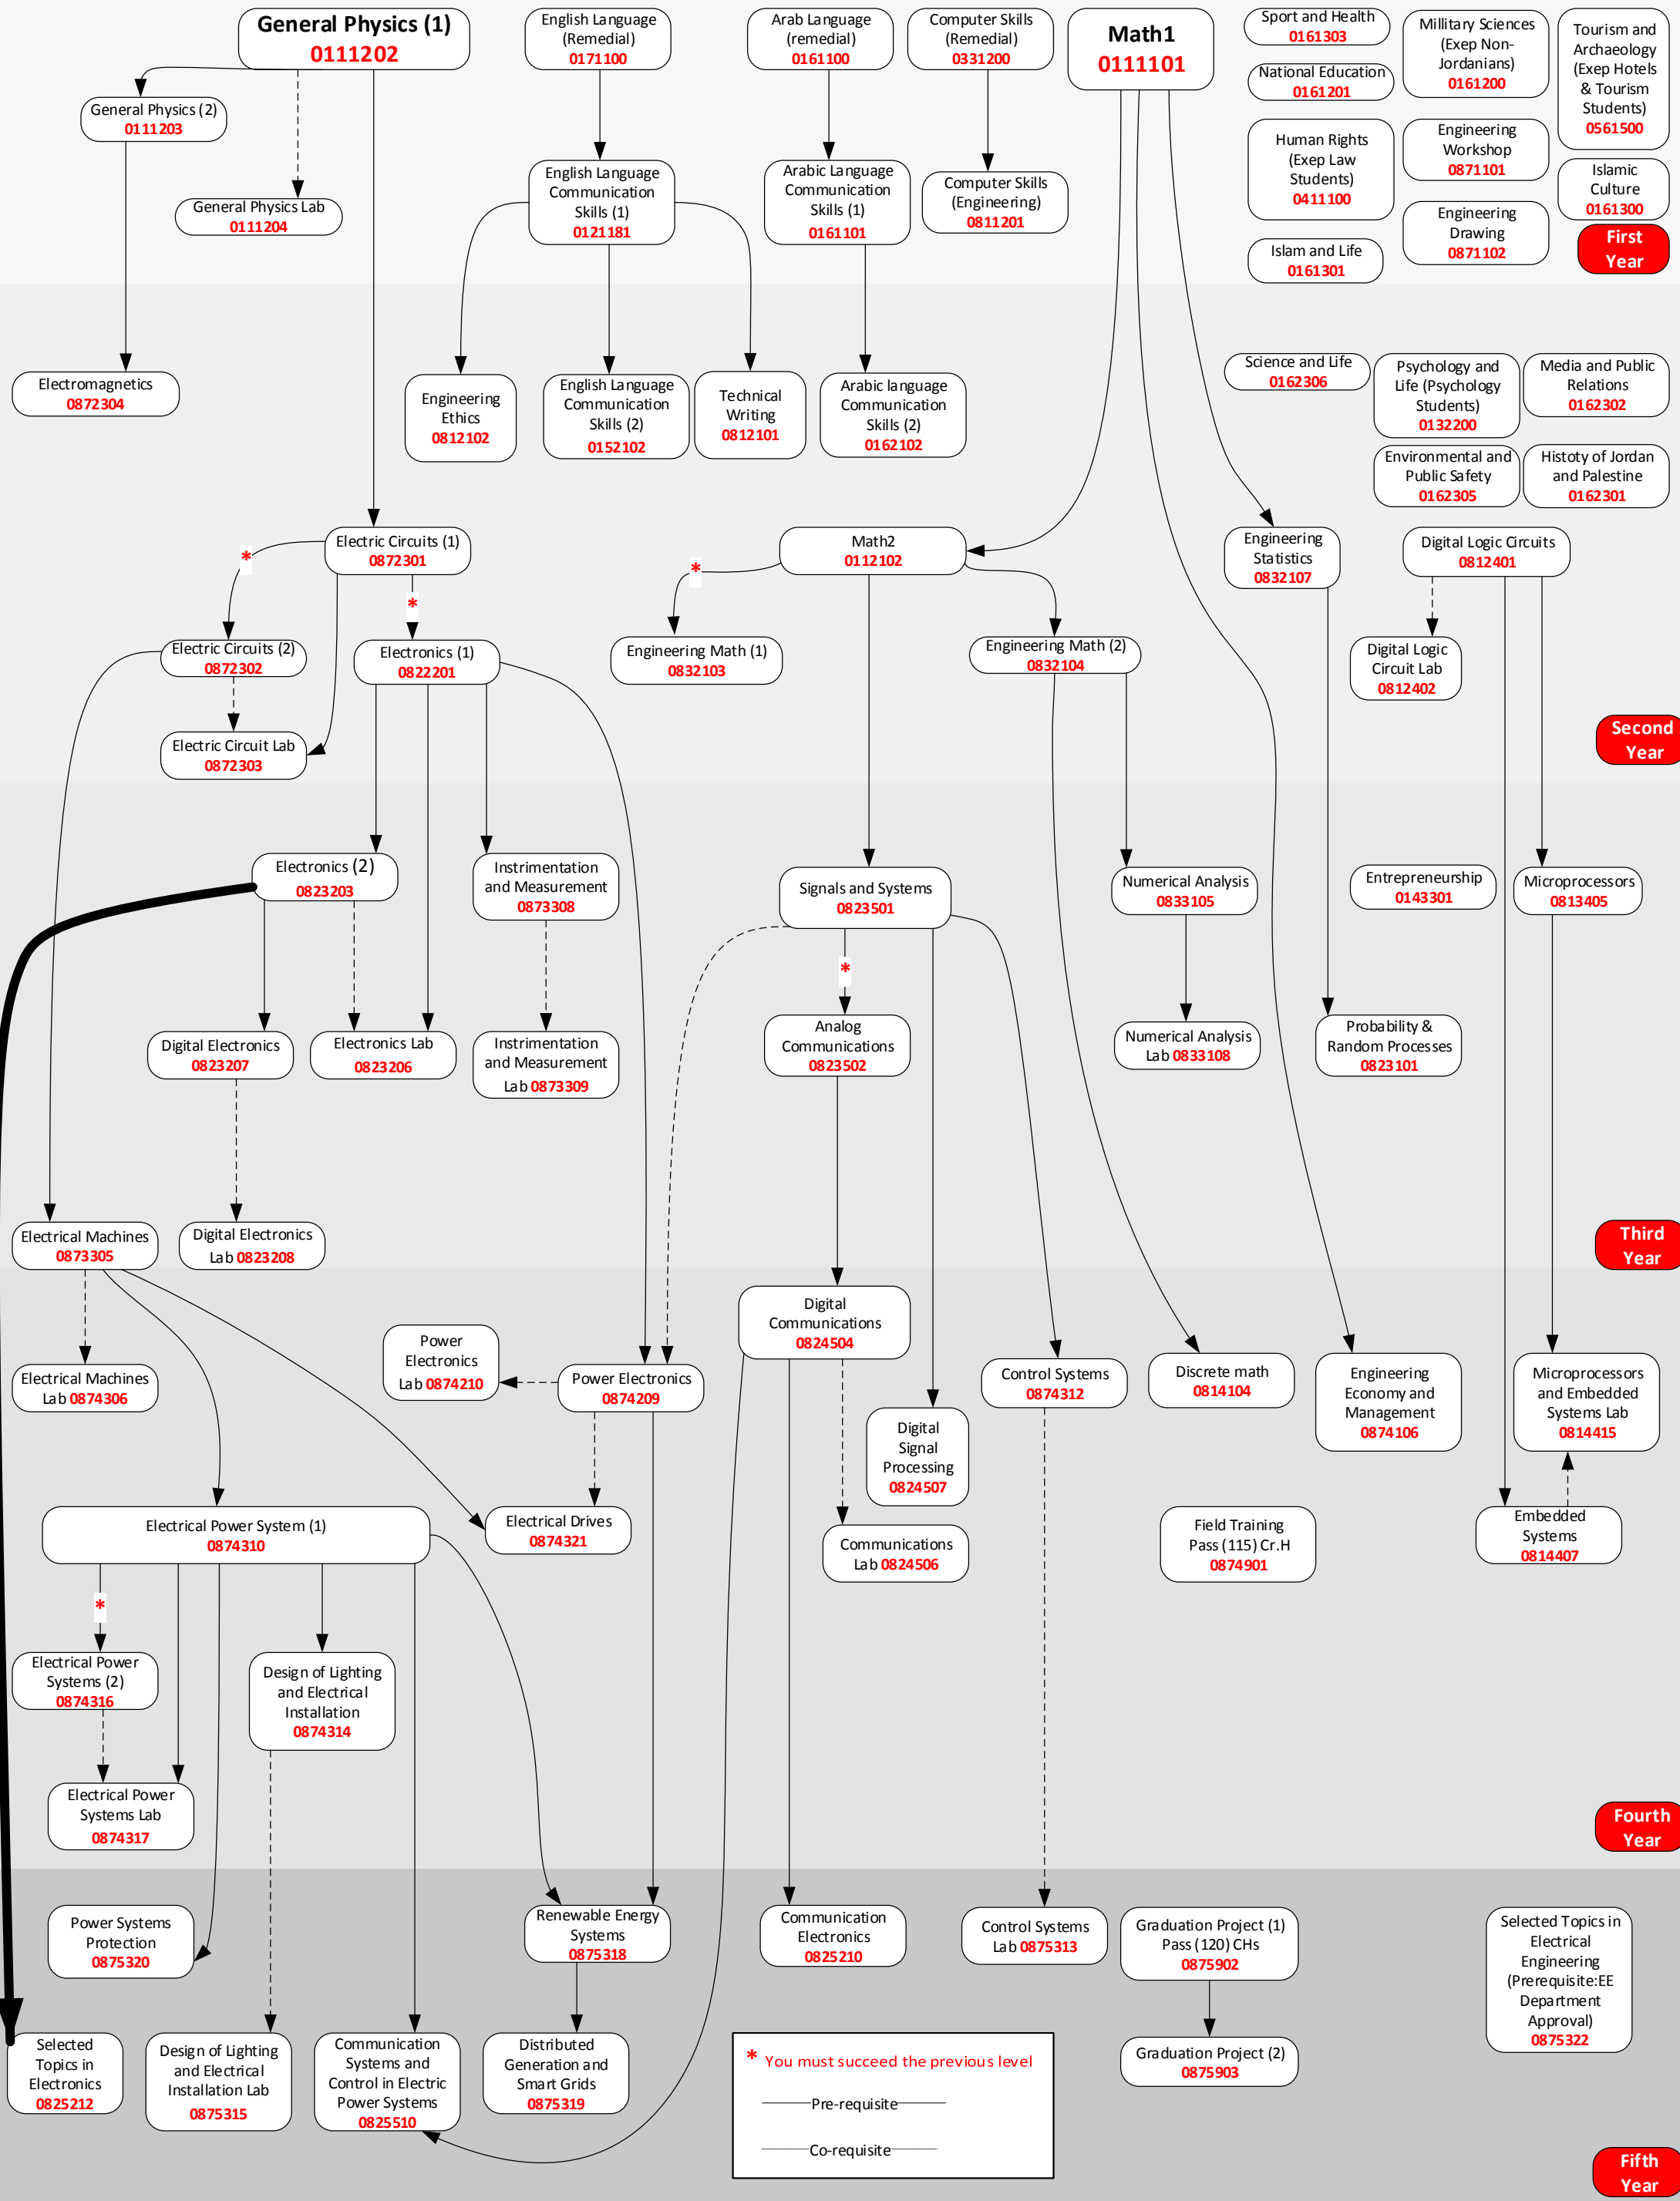 General Physics (1)
0111202
English Language
(Remedial)
0171100
Arab Language
(remedial)
0161100
Computer Skills
(Remedial)
0331200
Math1
0111101
Sport and Health
0161303
National Education
0161201
Human Rights
(Exep Law
Students)
0411100
Islam and Life
0161301
Millitary Sciences
(Exep Non-
Jordanians)
0161200
Engineering
Workshop
0871101
Engineering
Drawing
0871102
Tourism and
Archaeology
(Exep Hotels
& Tourism
Students)
0561500
Islamic
Culture
0161300
First
Year
General Physics (2)
0111203
General Physics Lab
0111204
English Language
Communication
Skills (1)
0121181
Arabic Language
Communication
Skills (1)
0161101
Computer Skills
(Engineering)
0811201
Electromagnetics
0872304
Engineering
Ethics
0812102
English Language
Communication
Skills (2)
0152102
Technical
Writing
0812101
Arabic language
Communication
Skills (2)
0162102
Science and Life
0162306
Psychology and
Life (Psychology
Students)
0132200
Media and Public
Relations
0162302
Environmental and
Public Safety
0162305
Histoty of Jordan
and Palestine
0162301
Electric Circuits (1)
0872301
*
*
Math2
0112102
*
Engineering
Statistics
0832107
Digital Logic Circuits
0812401
Electric Circuits (2)
0872302
Electronics (1)
0822201
Engineering Math (1)
0832103
Engineering Math (2)
0832104
Digital Logic
Circuit Lab
0812402
Electric Circuit Lab
0872303
Second
Year
Electronics (2)
0823203
Instrimentation
and Measurement
0873308
Signals and Systems
0823501
Numerical Analysis
0833105
Entrepreneurship
0143301
Microprocessors
0813405
*
Digital Electronics
0823207
Electronics Lab
0823206
Instrimentation
and Measurement
Lab 0873309
Analog
Communications
0823502
Numerical Analysis
Lab 0833108
Probability &
Random Processes
0823101
Electrical Machines
0873305
Digital Electronics
Lab 0823208
Third
Year
Electrical Machines
Lab 0874306
Power
Electronics
Lab 0874210
Power Electronics
0874209
Digital
Communications
0824504
Digital
Signal
Processing
0824507
Control Systems
0874312
Discrete math
0814104
Engineering
Economy and
Management
0874106
Microprocessors
and Embedded
Systems Lab
0814415
Electrical Power System (1)
0874310
Electrical Drives
0874321
Communications
Lab 0824506
Field Training
Pass (115) Cr.H
0874901
Embedded
Systems
0814407
*
Electrical Power
Systems (2)
0874316
Design of Lighting
and Electrical
Installation
0874314
Electrical Power
Systems Lab
0874317
Fourth
Year
Power Systems
Protection
0875320
Renewable Energy
Systems
0875318
Communication
Electronics
0825210
Control Systems
Lab 0875313
Graduation Project (1)
Pass (120) CHs
0875902
Selected Topics in
Electrical
Engineering
(Prerequisite:EE
Department
Approval)
0875322
Selected
Topics in
Electronics
0825212
Design of Lighting
and Electrical
Installation Lab
0875315
Communication
Systems and
Control in Electric
Power Systems
0825510
Distributed
Generation and
Smart Grids
0875319
Graduation Project (2)
0875903
* You must succeed the previous level
Pre-requisite
Co-requisite
Fifth
Year